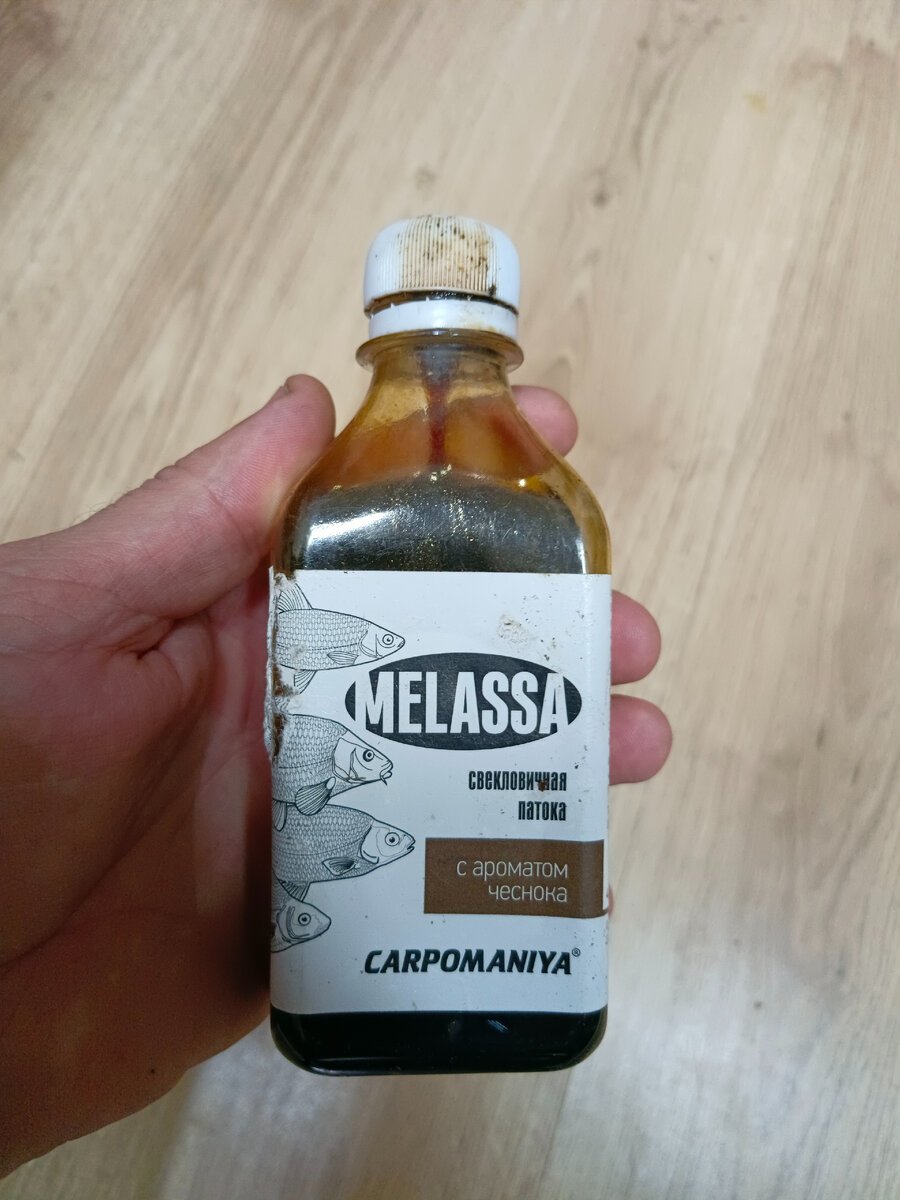 MELASSA
свекловичная
патока
с ароматом
чеснока
CARPOMANIYA®